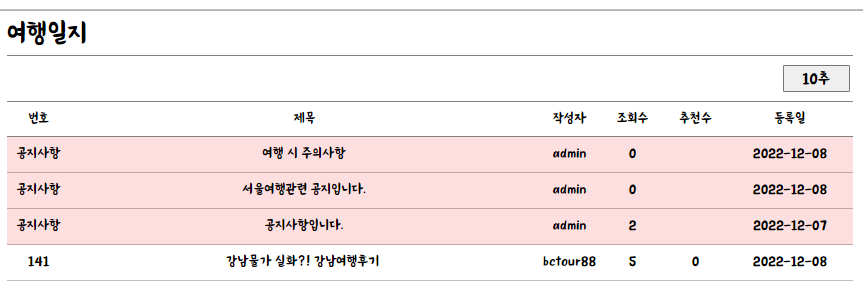 여행일지
10추
번호 제목 작성자 조회수 추천수 등록일
공지사항 여행 시 주의사항 admin 0 2022-12-08
공지사항 서울여행관련 공지입니다. admin 0 2022-12-08
공지사항 공지사항입니다. admin 2 2022-12-07
141 강남물가 실화?! 강남여행후기 bctour88 5 0 2022-12-08